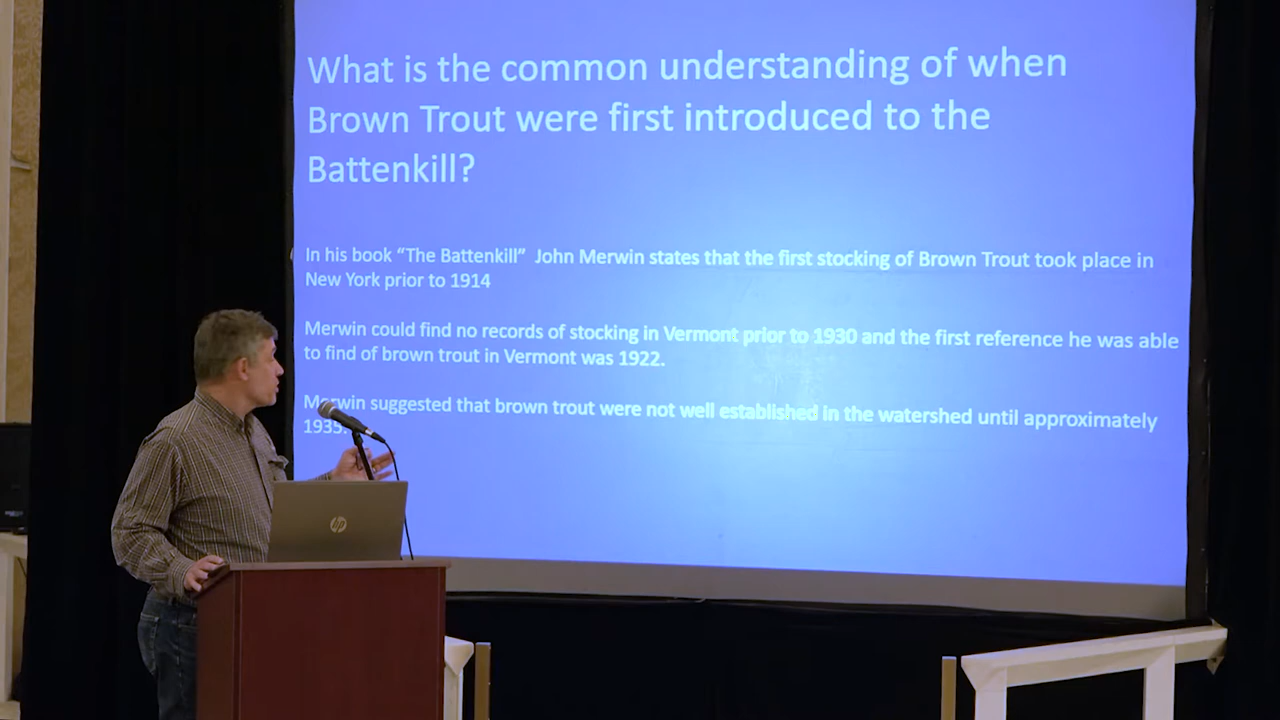 What is the common understanding of when
Brown Trout were first introduced to the
Battenkill?
In his book “The Battenkill”  John Merwin states that the first stocking of Brown Trout took place in
New York prior to 1914
Merwin could find no records of stocking in Vermont prior to 1930 and the first reference he was able
to find of brown trout in Vermont was 1922.
Merwin suggested that brown trout were not well established in the watershed until approximately
1935.
hp